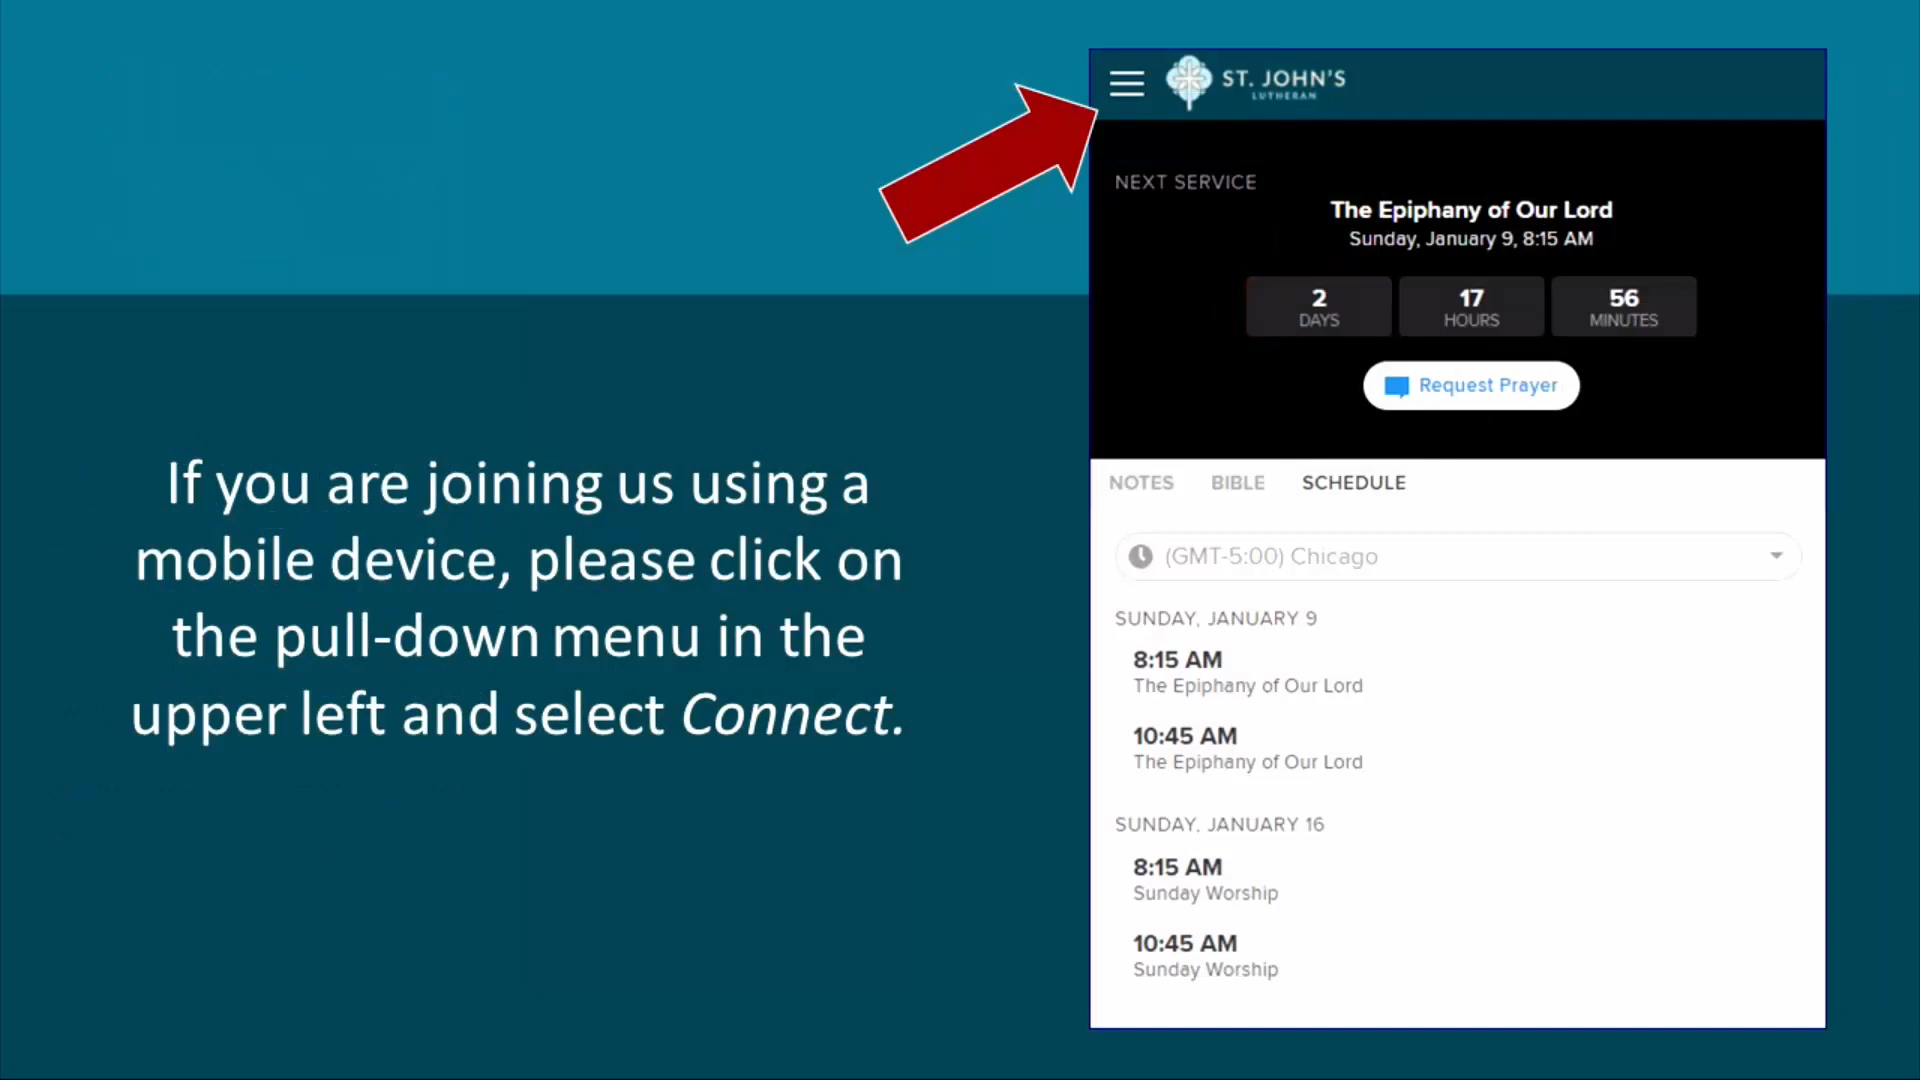 If you are joining us using a
mobile device, please click on
the pull-down menu in the
upper left and select Connect.
ST. JOHN'S
LUTHERAN
NEXT SERVICE
The Epiphany of Our Lord
Sunday, January 9, 8:15 AM
2 17 56
DAYS HOURS MINUTES
Request Prayer
NOTES BIBLE SCHEDULE
(GMT-5:00) Chicago
SUNDAY, JANUARY 9
8:15 AM
The Epiphany of Our Lord
10:45 AM
The Epiphany of Our Lord
SUNDAY, JANUARY 16
8:15 AM
Sunday Worship
10:45 AM
Sunday Worship